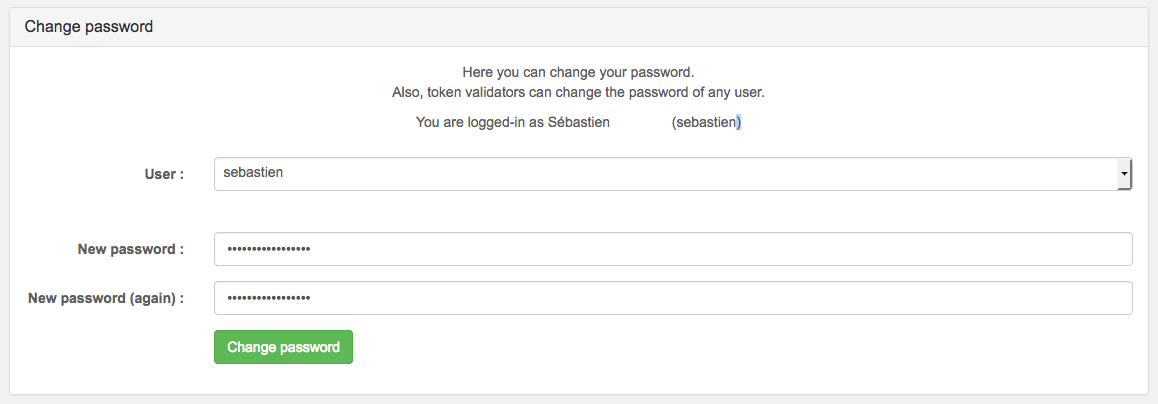 Change password
Here you can change your password.
Also, token validators can change the password of any user.
You are logged-in as Sébastien (sebastien)
User : sebastien
New password : •••••••••••••••••
New password (again) : •••••••••••••••••
Change password